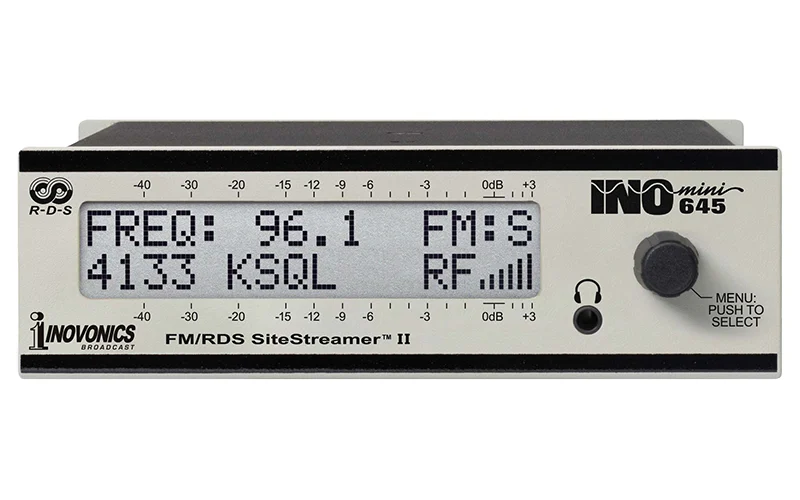 -40 -30 -20 -15 -12 -9 -6 -3 0dB +3
R-D-S
INO mini
645
FREQ: 96.1 FM:S
4133 KSQL RF
MENU:
PUSH TO
SELECT
-40 -30 -20 -15 -12 -9 -6 -3 0dB +3
INOVONICS
BROADCAST
FM/RDS SiteStreamer™ II